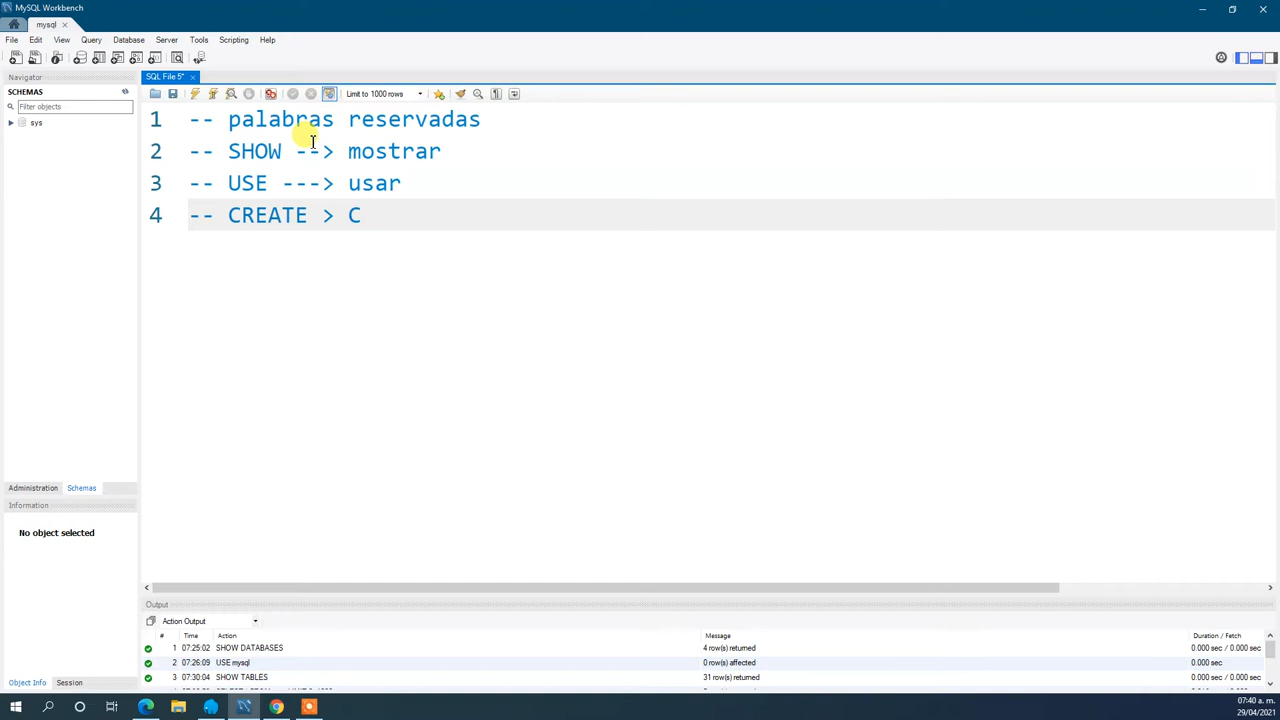 MySQL Workbench
mysql
File Edit View Query Database Server Tools Scripting Help
Navigator
SCHEMAS
Filter objects
sys
SQL File 5*
Limit to 1000 rows
1 -- palabras reservadas
2 -- SHOW --> mostrar
3 -- USE ---> usar
4 -- CREATE > C
Administration Schemas
Information
No object selected
Output
Action Output
# Time Action Message Duration / Fetch
1 07:25:02 SHOW DATABASES 4 row(s) returned 0.000 sec / 0.000 sec
2 07:26:09 USE mysql 0 row(s) affected 0.000 sec
3 07:30:04 SHOW TABLES 31 row(s) returned 0.000 sec / 0.000 sec
Object Info Session
07:40 a. m.
29/04/2021